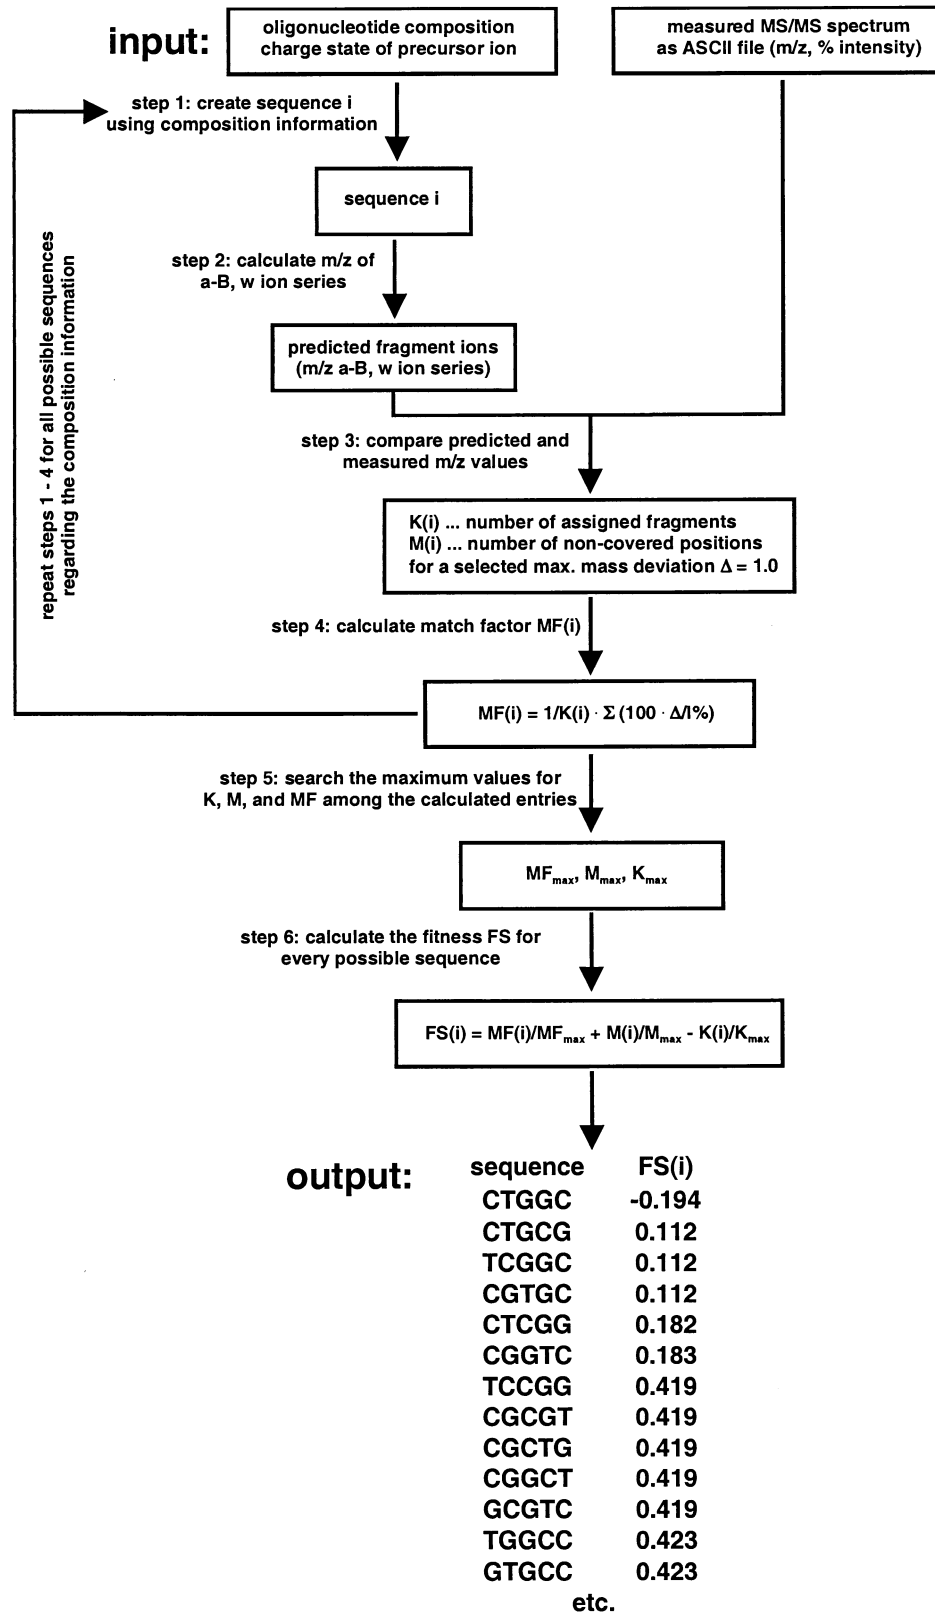 input:
oligonucleotide composition
charge state of precursor ion
measured MS/MS spectrum
as ASCII file (m/z, % intensity)
step 1: create sequence i
using composition information
sequence i
step 2: calculate m/z of
a-B, w ion series
predicted fragment ions
(m/z a-B, w ion series)
step 3: compare predicted and
measured m/z values
K(i) ... number of assigned fragments
M(i) ... number of non-covered positions
for a selected max. mass deviation Δ = 1.0
step 4: calculate match factor MF(i)
MF(i) = 1/K(i) · Σ (100 · Δ/I%)
repeat steps 1 - 4 for all possible sequences
regarding the composition information
step 5: search the maximum values for
K, M, and MF among the calculated entries
MFmax, Mmax, Kmax
step 6: calculate the fitness FS for
every possible sequence
FS(i) = MF(i)/MFmax + M(i)/Mmax - K(i)/Kmax
output:
sequence FS(i)
CTGGC -0.194
CTGCG 0.112
TCGGC 0.112
CGTGC 0.112
CTCGG 0.182
CGGTC 0.183
TCCGG 0.419
CGCGT 0.419
CGCTG 0.419
CGGCT 0.419
GCGTC 0.419
TGGCC 0.423
GTGCC 0.423
etc.